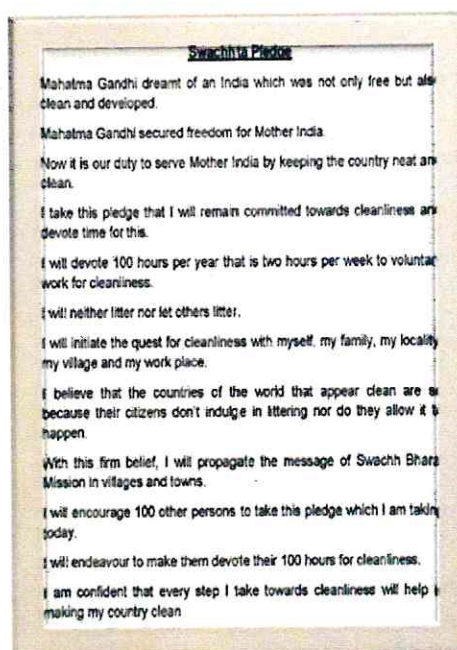 Swachhta Pledge
Mahatma Gandhi dreamt of an India which was not only free but als
clean and developed.
Mahatma Gandhi secured freedom for Mother India
Now it is our duty to serve Mother India by keeping the country neat an
clean.
I take this pledge that I will remain committed towards cleanliness an
devote time for this.
I will devote 100 hours per year that is two hours per week to voluntar
work for cleanliness.
I will neither litter nor let others litter.
I will initiate the quest for cleanliness with myself, my family, my locality
my village and my work place.
I believe that the countries of the world that appear clean are s
because their citizens don't indulge in littering nor do they allow it t
happen.
With this firm belief, I will propagate the message of Swachh Bhara
Mission in villages and towns.
I will encourage 100 other persons to take this pledge which I am takin
today.
I will endeavour to make them devote their 100 hours for cleanliness.
I am confident that every step I take towards cleanliness will help i
making my country clean